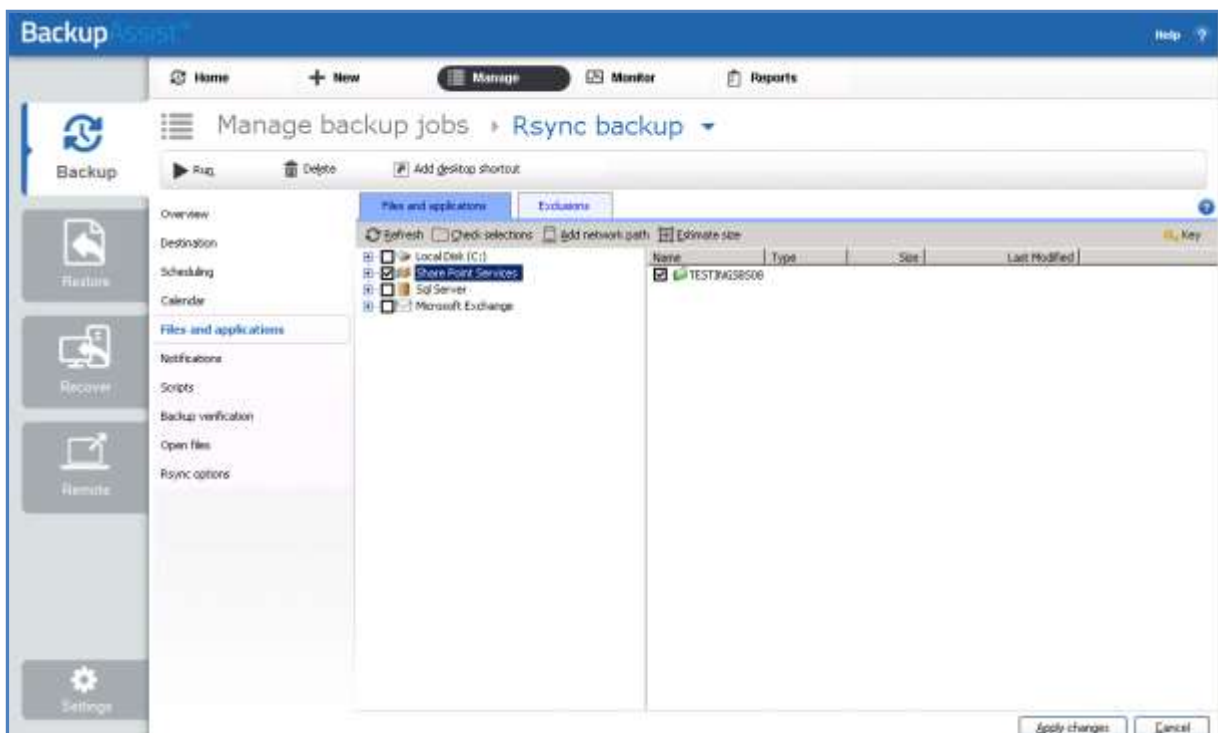 BackupAssist™
Help ?
Home New Manage Monitor Reports
Manage backup jobs Rsync backup
Backup
Run Delete Add desktop shortcut
Restore
Recover
Remote
Settings
Overview
Destination
Scheduling
Calendar
Files and applications
Notifications
Scripts
Backup verification
Open files
Rsync options
Files and applications Exclusions
Refresh Check selections Add network path Estimate size Key
Local Disk (C:)
Share Point Services
Sql Server
Microsoft Exchange
Name Type Size Last Modified
TESTINGSBS08
Apply changes Cancel